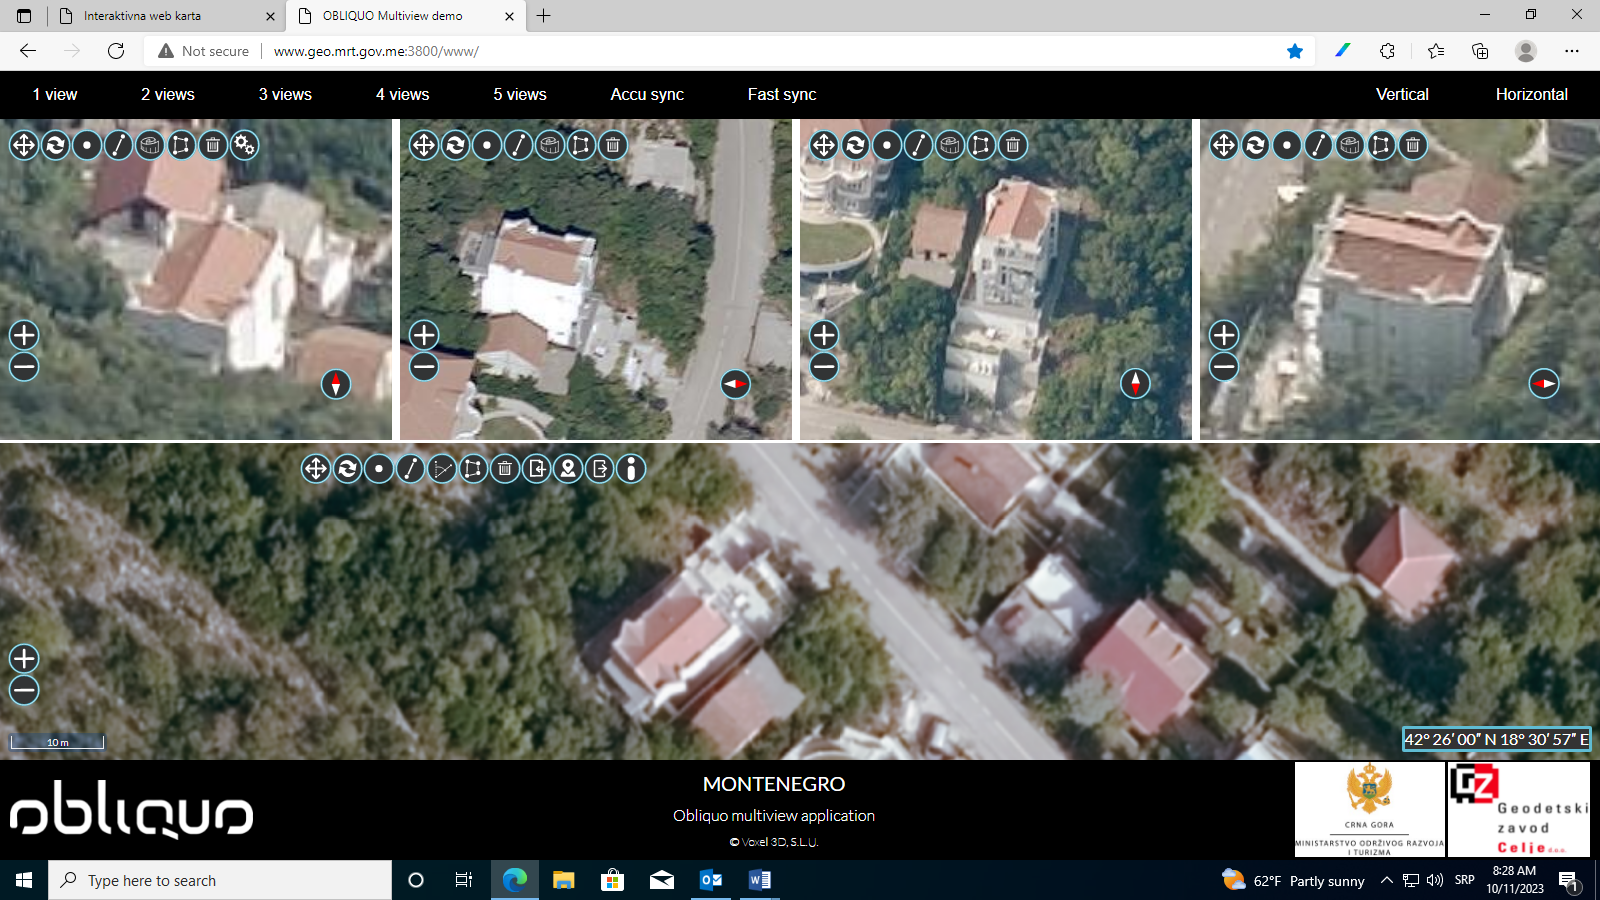 Interaktivna web karta
OBLIQUO Multiview demo
Not secure
www.geo.mrt.gov.me:3800/www/
1 view
2 views
3 views
4 views
5 views
Accu sync
Fast sync
Vertical
Horizontal
10 m
42° 26′ 00″ N 18° 30′ 57″ E
obliquo
MONTENEGRO
Obliquo multiview application
© Voxel 3D, S.L.U.
CRNA GORA
MINISTARSTVO ODRŽIVOG RAZVOJA
I TURIZMA
GZ
Geodetski
zavod
Celje d.o.o.
Type here to search
62°F Partly sunny
SRP
8:28 AM
10/11/2023
1